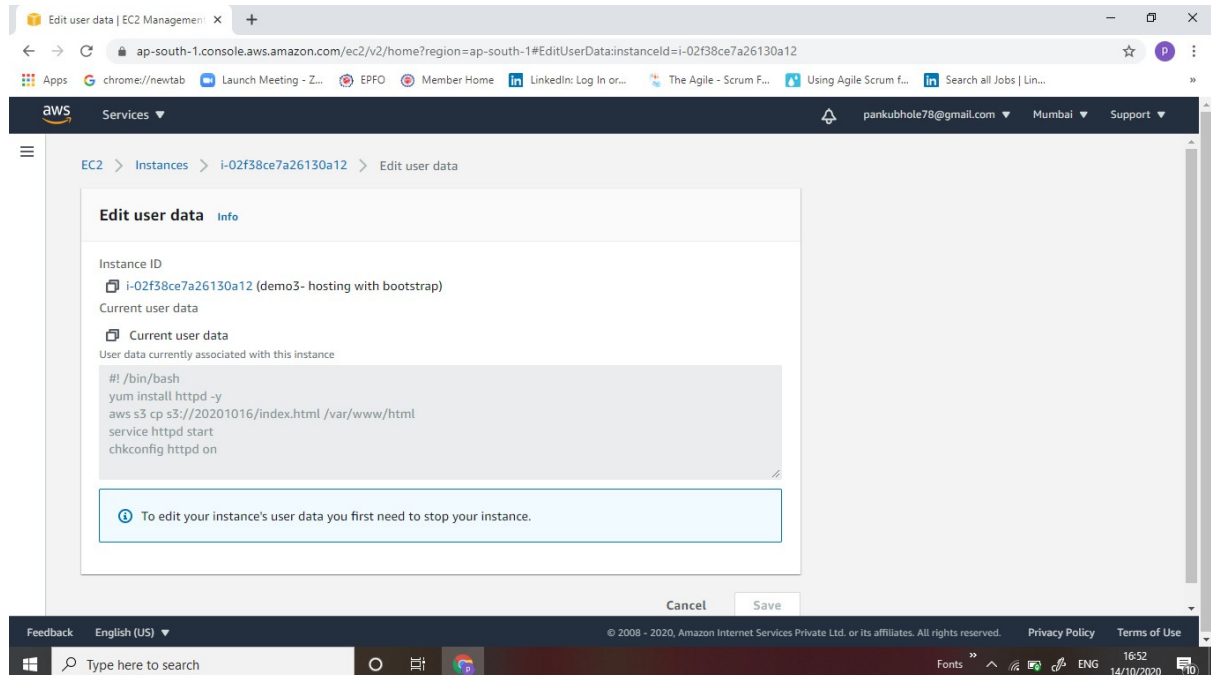 Edit user data | EC2 Management
ap-south-1.console.aws.amazon.com/ec2/v2/home?region=ap-south-1#EditUserData:instanceId=i-02f38ce7a26130a12
P
Apps chrome://newtab Launch Meeting - Z... EPFO Member Home LinkedIn: Log In or... The Agile - Scrum F... Using Agile Scrum f... Search all Jobs | Lin... »
aws Services ▼ pankubhole78@gmail.com ▼ Mumbai ▼ Support ▼
EC2 > Instances > i-02f38ce7a26130a12 > Edit user data
Edit user data Info
Instance ID
i-02f38ce7a26130a12 (demo3- hosting with bootstrap)
Current user data
Current user data
User data currently associated with this instance
#! /bin/bash
yum install httpd -y
aws s3 cp s3://20201016/index.html /var/www/html
service httpd start
chkconfig httpd on
To edit your instance's user data you first need to stop your instance.
Cancel Save
Feedback English (US) ▼ © 2008 - 2020, Amazon Internet Services Private Ltd. or its affiliates. All rights reserved. Privacy Policy Terms of Use
Type here to search Fonts » ENG 16:52
14/10/2020 10